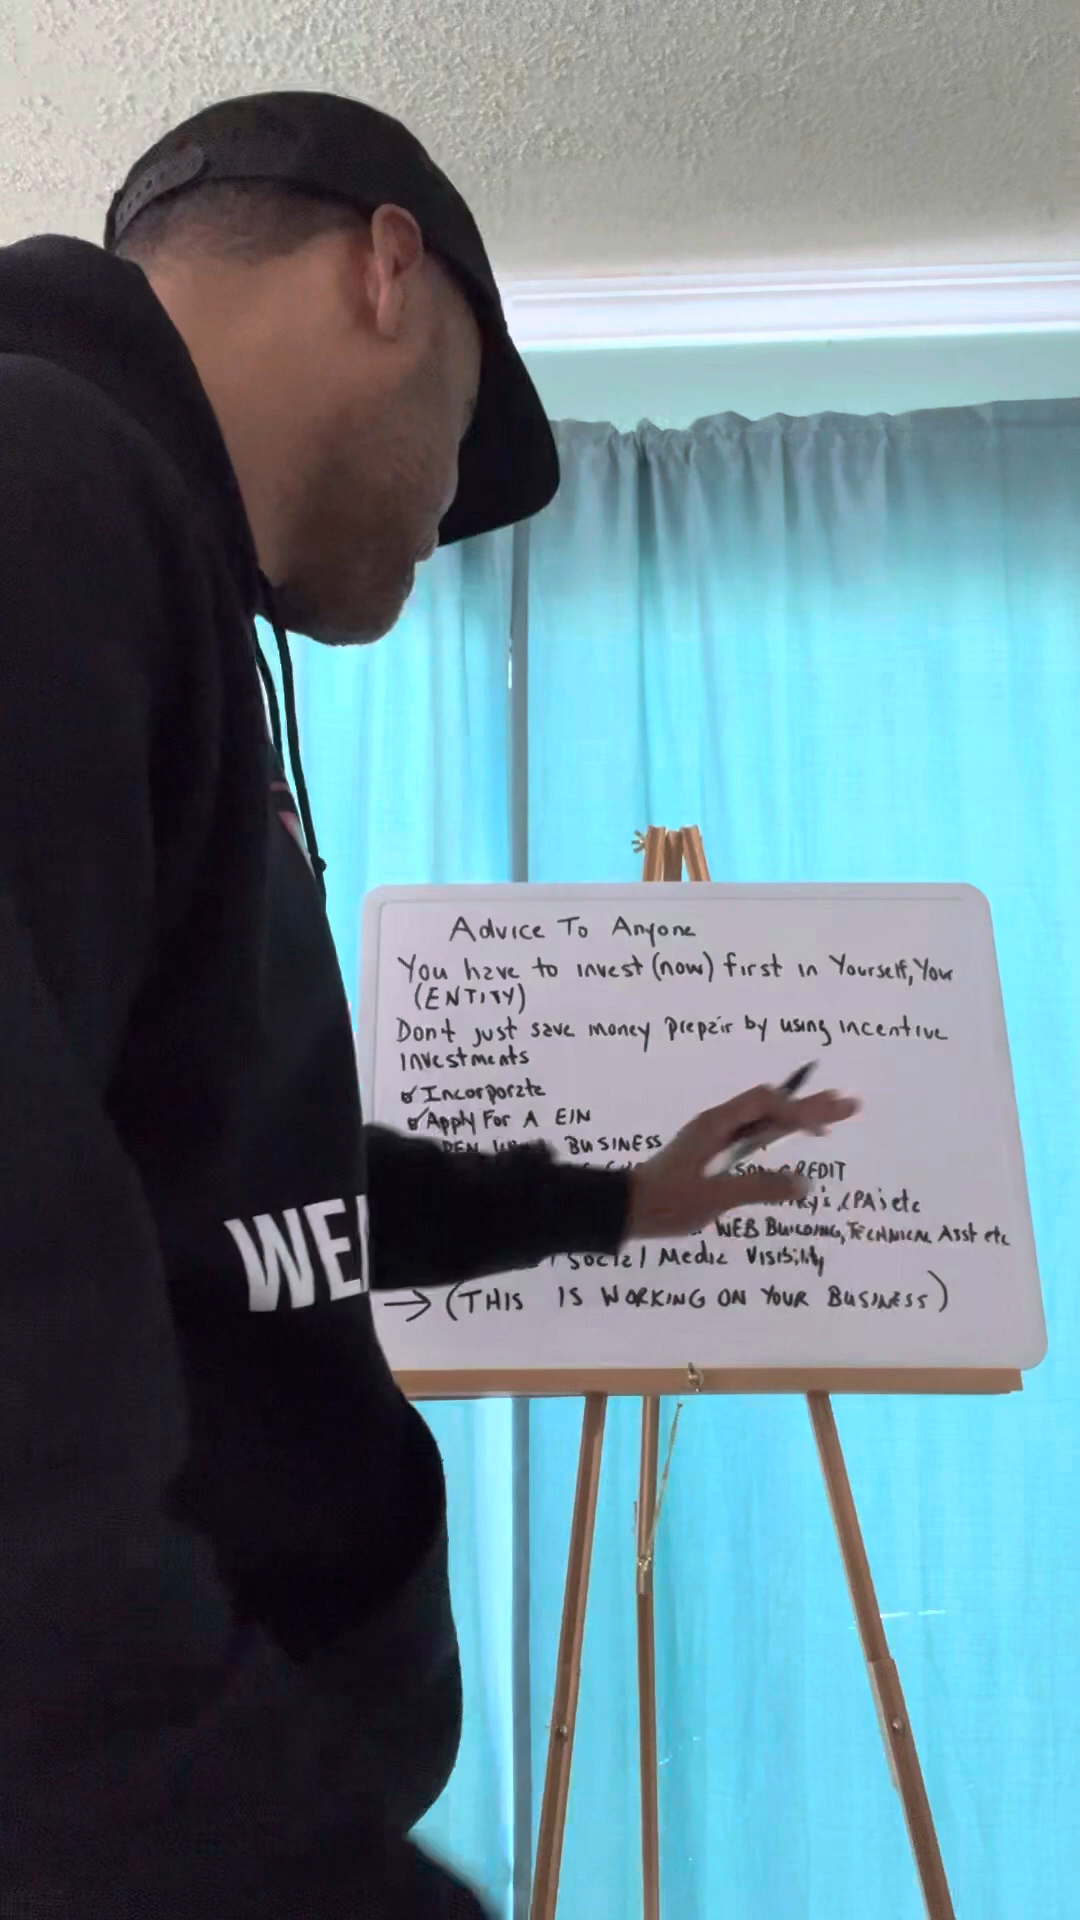 Advice To Anyone
You have to invest (now) first in Yourself, Your
(ENTITY)
Don't just save money prepair by using incentive
investments
Incorporate
Apply For A EIN
BUSINESS
CREDIT
CPA's etc
WEB BUILDING, TECHNICAL Asst etc
Social Media Visibility
→ (THIS IS WORKING ON YOUR BUSINESS)